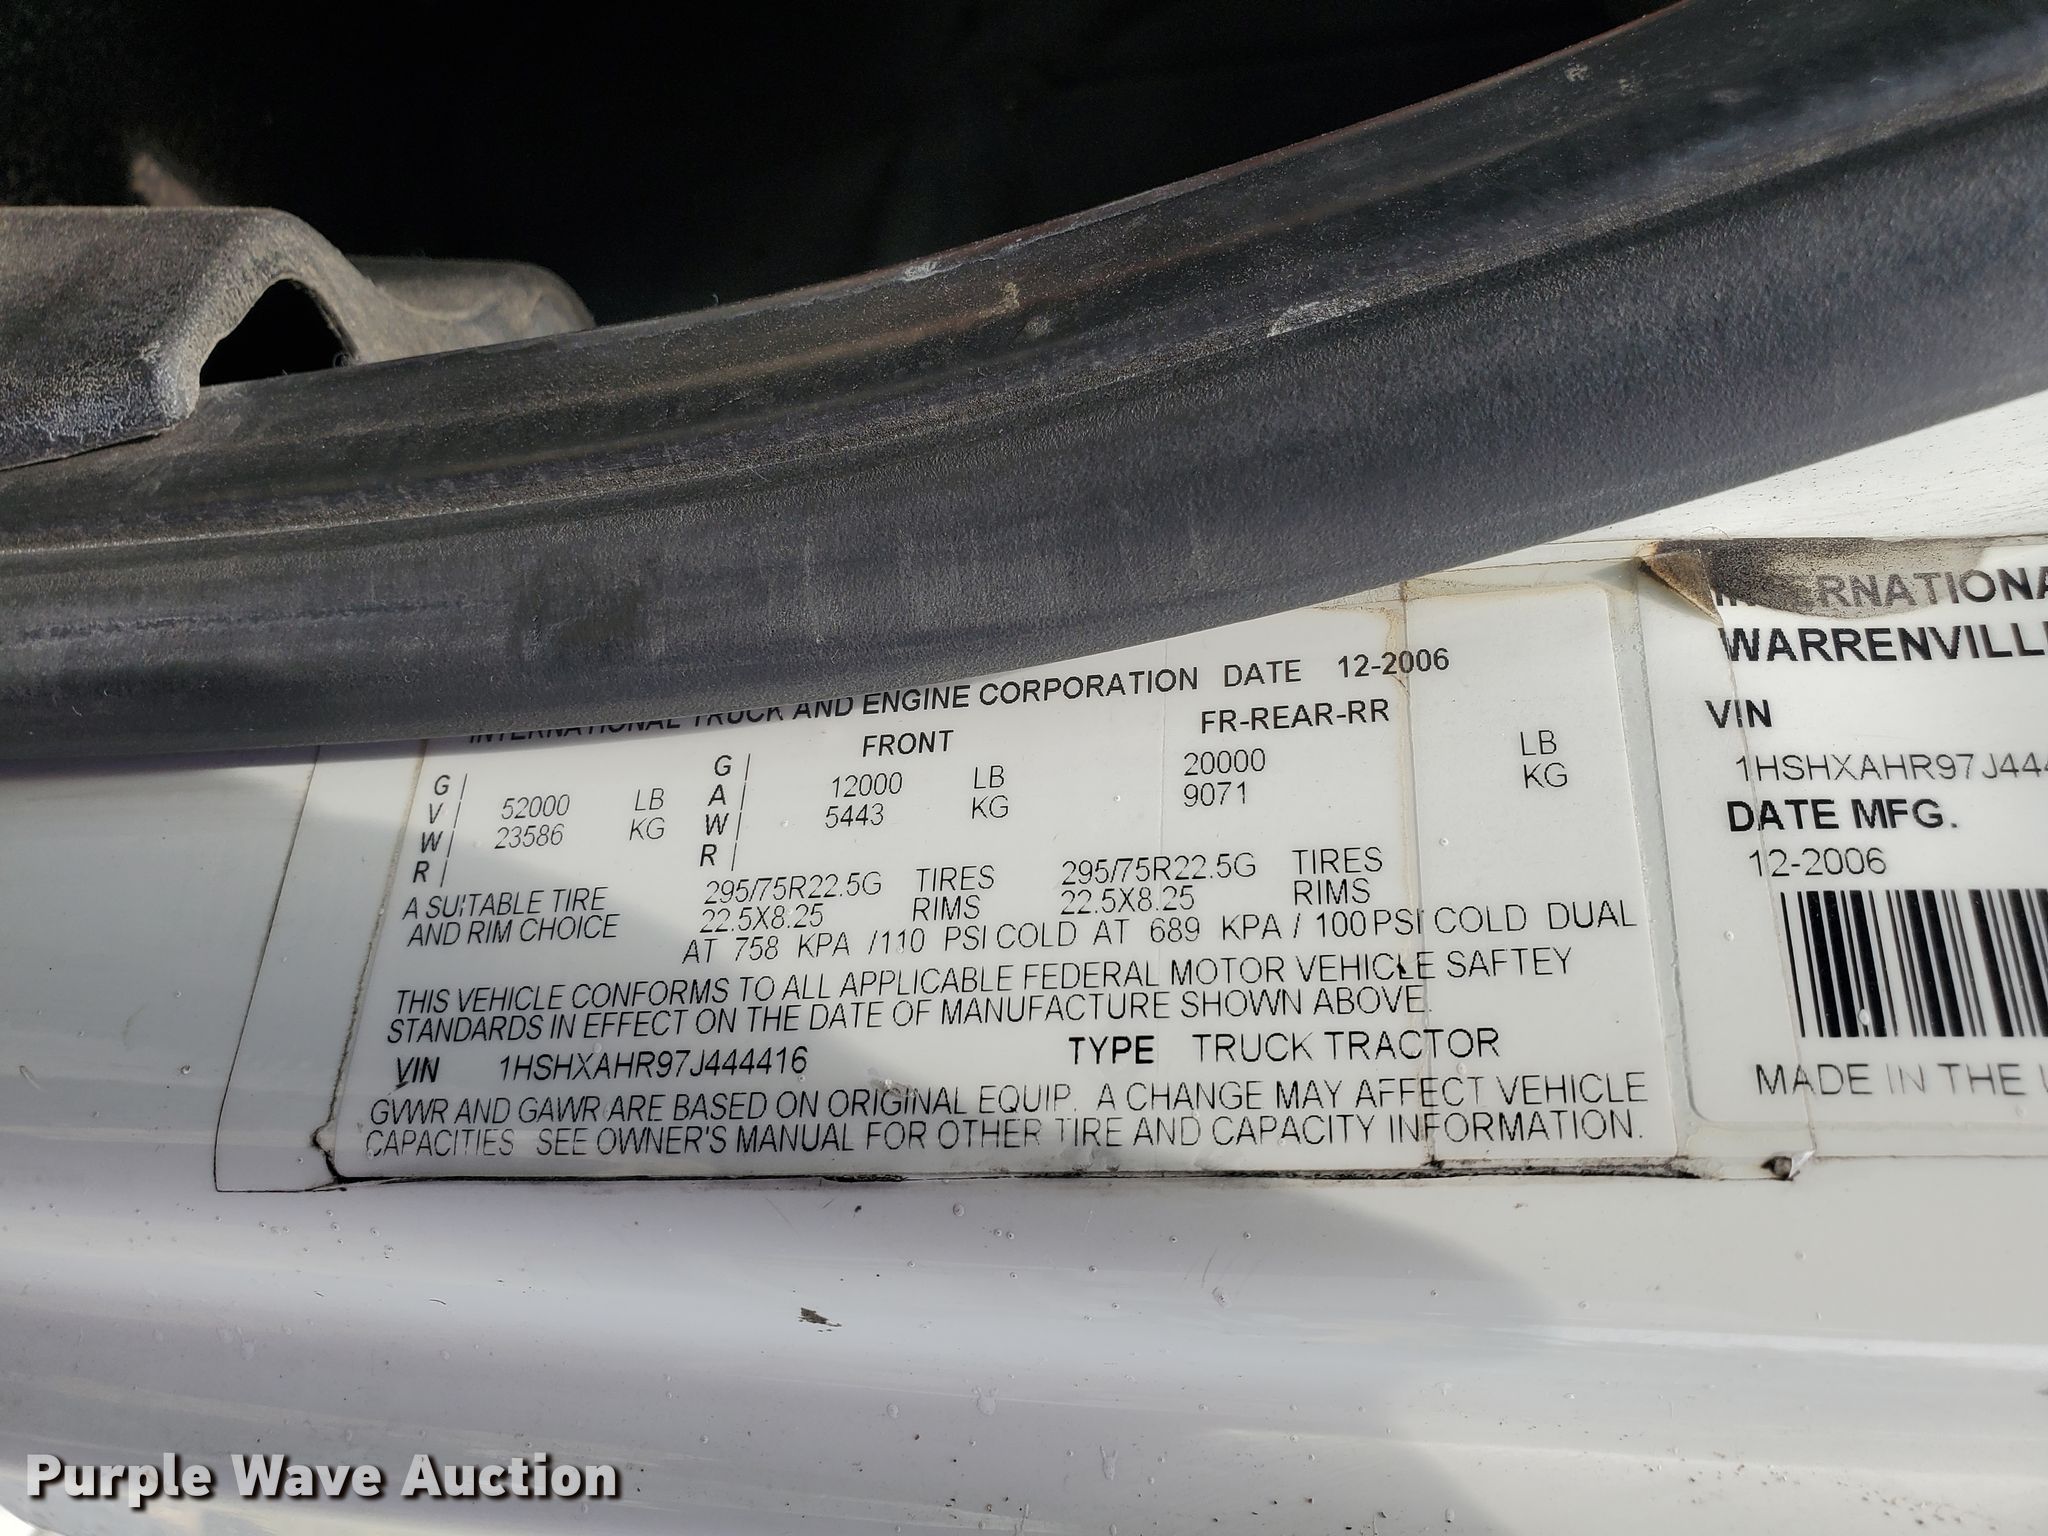 INTERNATIONAL TRUCK AND ENGINE CORPORATION DATE 12-2006
FRONT FR-REAR-RR
G G 12000 LB 20000 LB
V 52000 LB A 5443 KG 9071 KG
W 23586 KG W
R R
A SUITABLE TIRE 295/75R22.5G TIRES 295/75R22.5G TIRES
AND RIM CHOICE 22.5X8.25 RIMS 22.5X8.25 RIMS
AT 758 KPA /110 PSI COLD AT 689 KPA / 100 PSI COLD DUAL
THIS VEHICLE CONFORMS TO ALL APPLICABLE FEDERAL MOTOR VEHICLE SAFTEY
STANDARDS IN EFFECT ON THE DATE OF MANUFACTURE SHOWN ABOVE.
VIN 1HSHXAHR97J444416 TYPE TRUCK TRACTOR
GVWR AND GAWR ARE BASED ON ORIGINAL EQUIP. A CHANGE MAY AFFECT VEHICLE
CAPACITIES SEE OWNER'S MANUAL FOR OTHER TIRE AND CAPACITY INFORMATION.
INTERNATIONA
WARRENVILL
VIN
1HSHXAHR97J444
DATE MFG.
12-2006
MADE IN THE
Purple Wave Auction